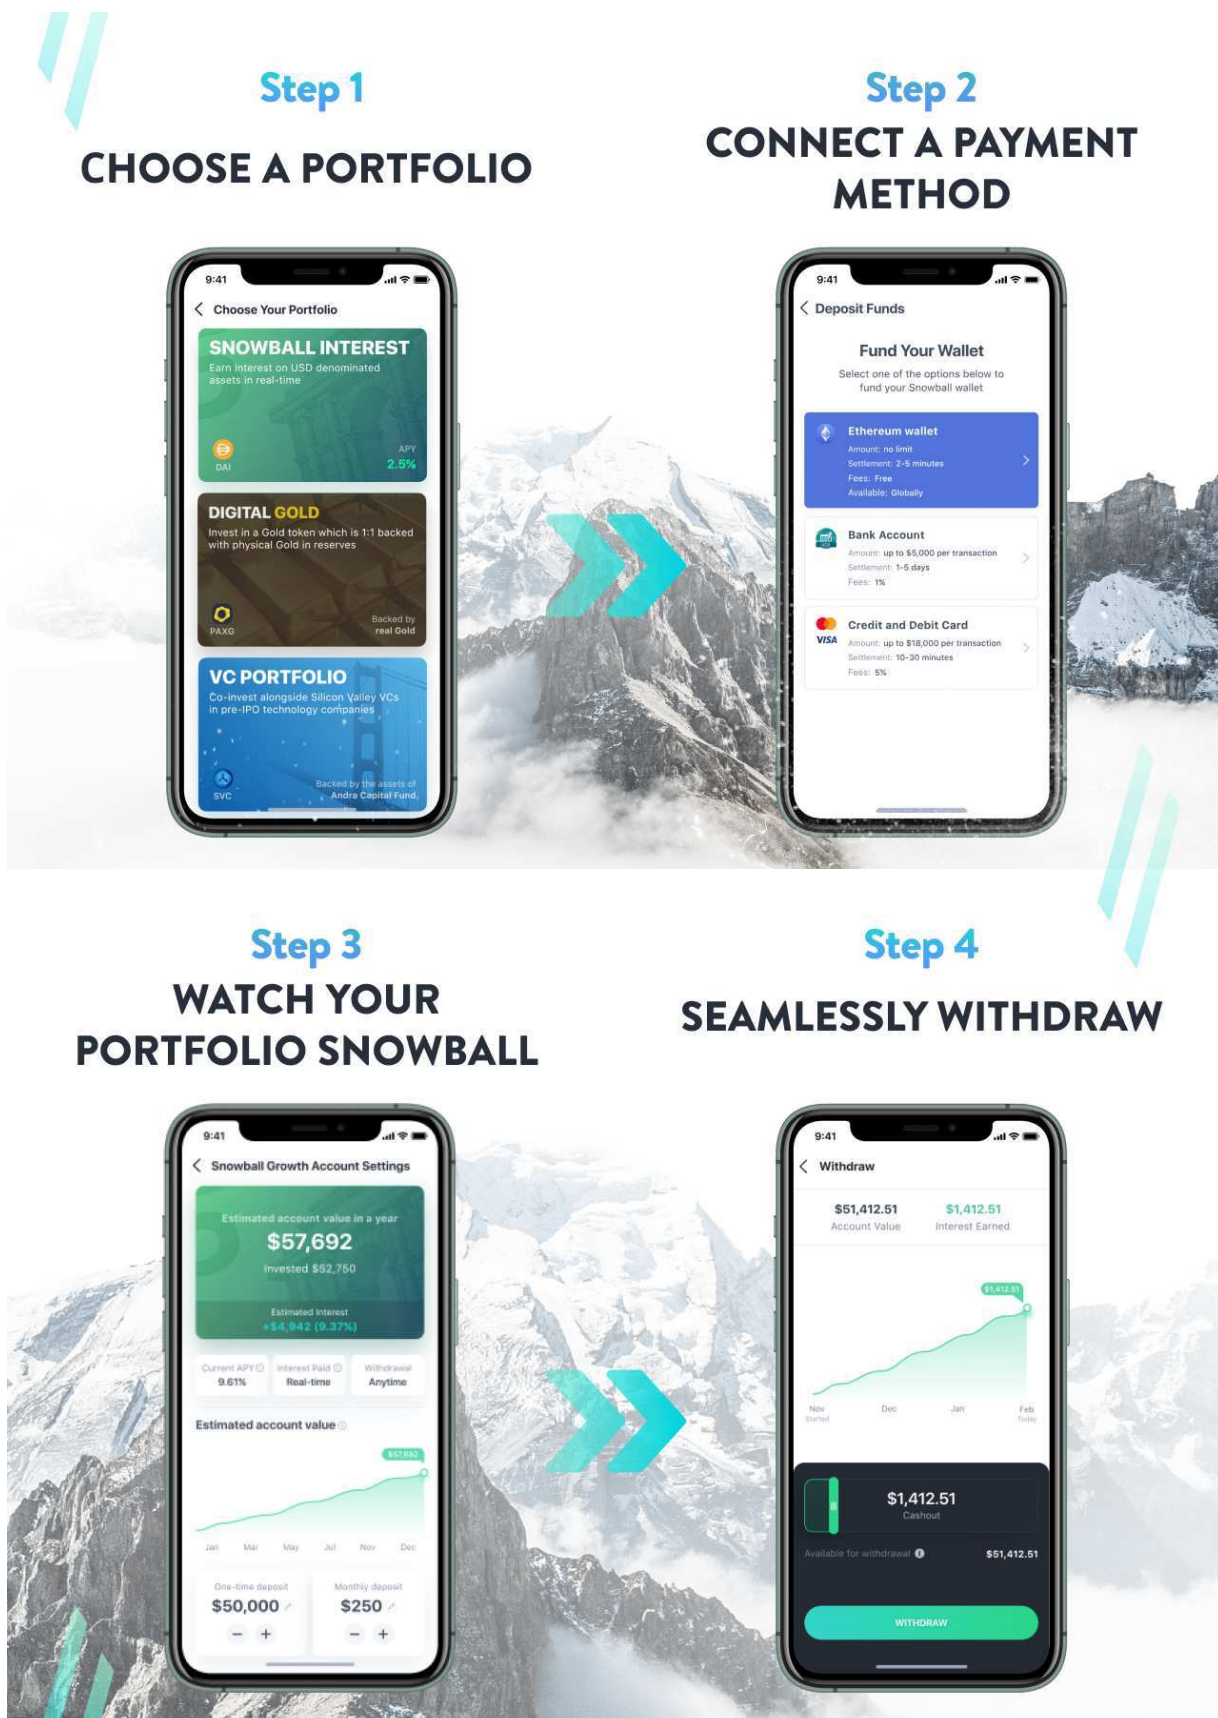 Step 1
CHOOSE A PORTFOLIO
9:41
Choose Your Portfolio
SNOWBALL INTEREST
Earn Interest on USD denominated
assets in real-time
DAI
APY
2.5%
DIGITAL GOLD
Invest in a Gold token which is 1:1 backed
with physical Gold in reserves
PAXG
Backed by
real Gold
VC PORTFOLIO
Co-invest alongside Silicon Valley VCs
in pre-IPO technology companies
SVC
Backed by the assets of
Andra Capital Fund.
Step 2
CONNECT A PAYMENT
METHOD
9:41
Deposit Funds
Fund Your Wallet
Select one of the options below to
fund your Snowball wallet
Ethereum wallet
Amount: no limit
Settlement: 2-5 minutes
Fees: Free
Available: Globally
Bank Account
Amount: up to $5,000 per transaction
Settlement: 1-5 days
Fees: 1%
VISA
Credit and Debit Card
Amount: up to $18,000 per transaction
Settlement: 10-30 minutes
Fees: 5%
Step 3
WATCH YOUR
PORTFOLIO SNOWBALL
9:41
Snowball Growth Account Settings
Estimated account value in a year
$57,692
Invested $52,750
Estimated Interest
+$4,942 (9.37%)
Current APY
9.61%
Interest Paid
Real-time
Withdrawal
Anytime
Estimated account value
$57,692
Jan Mar May Jul Nov Dec
One-time deposit
$50,000
- +
Monthly deposit
$250
- +
Step 4
SEAMLESSLY WITHDRAW
9:41
Withdraw
$51,412.51
Account Value
$1,412.51
Interest Earned
$1,412.51
Nov Dec Jan Feb
Started Today
$1,412.51
Cashout
Available for withdrawal $51,412.51
WITHDRAW